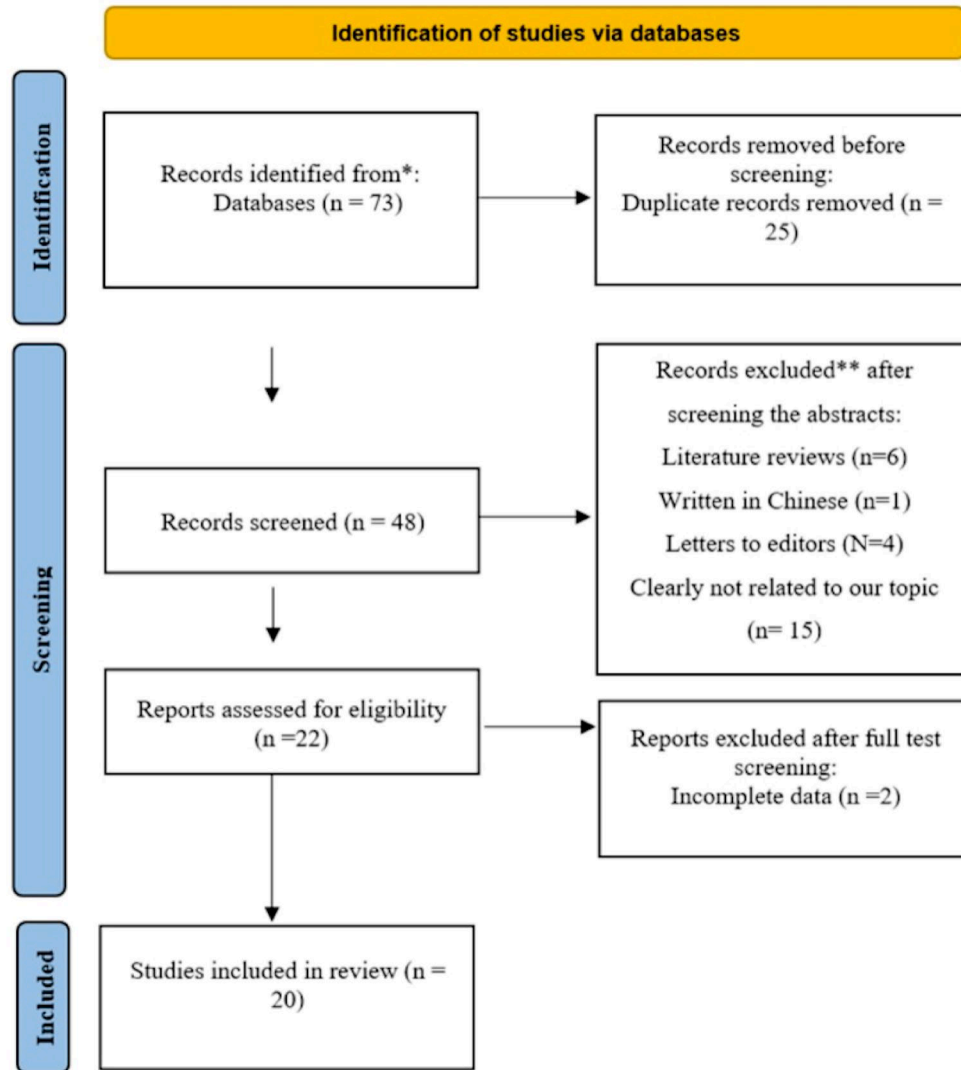 Identification of studies via databases
Identification
Records identified from*:
Databases (n = 73)
Records removed before
screening:
Duplicate records removed (n =
25)
Screening
Records screened (n = 48)
Records excluded** after
screening the abstracts:
Literature reviews (n=6)
Written in Chinese (n=1)
Letters to editors (N=4)
Clearly not related to our topic
(n= 15)
Reports assessed for eligibility
(n =22)
Reports excluded after full test
screening:
Incomplete data (n =2)
Included
Studies included in review (n =
20)